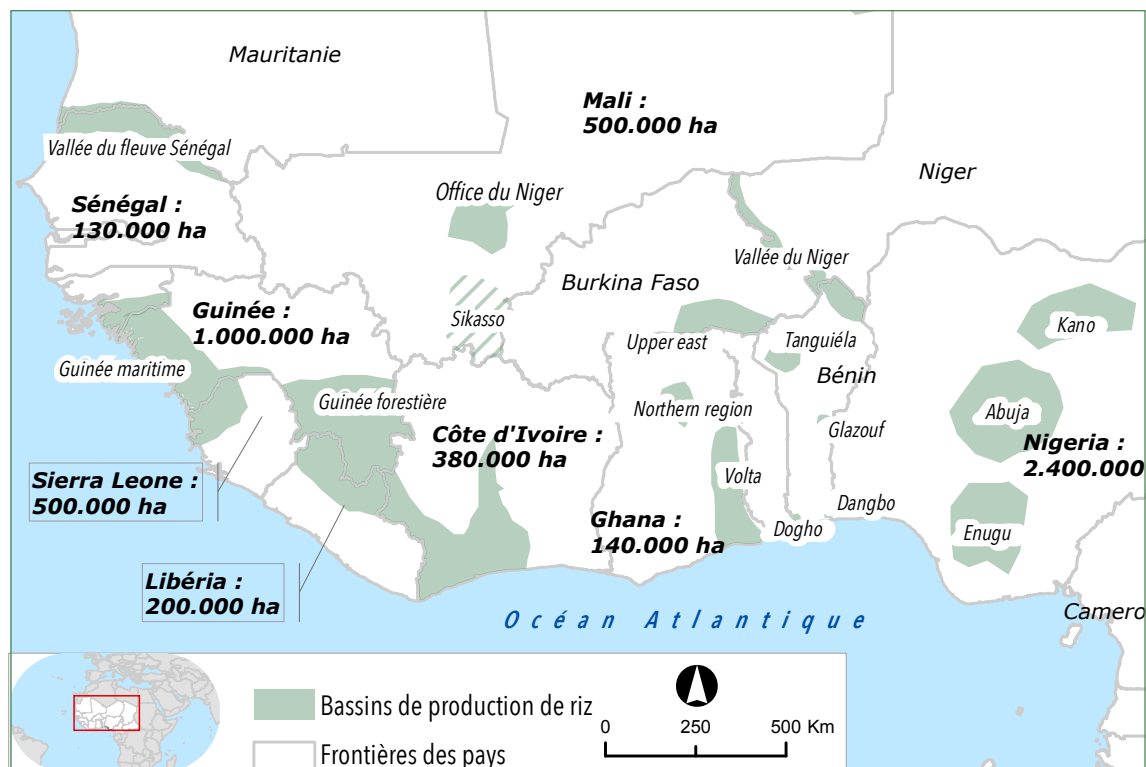 Mauritanie
Mali :
500.000 ha
Vallée du fleuve Sénégal
Niger
Sénégal :
130.000 ha
Office du Niger
Vallée du Niger
Burkina Faso
Guinée :
1.000.000 ha
Sikasso
Kano
Upper east
Tanguiéla
Guinée maritime
Bénin
Guinée forestière
Northern region
Abuja
Côte d'Ivoire :
380.000 ha
Glazouf
Nigeria :
2.400.000
Sierra Leone :
500.000 ha
Volta
Dangbo
Ghana :
140.000 ha
Dogho
Enugu
Libéria :
200.000 ha
Camero
Océan Atlantique
Bassins de production de riz
0 250 500 Km
Frontières des pays